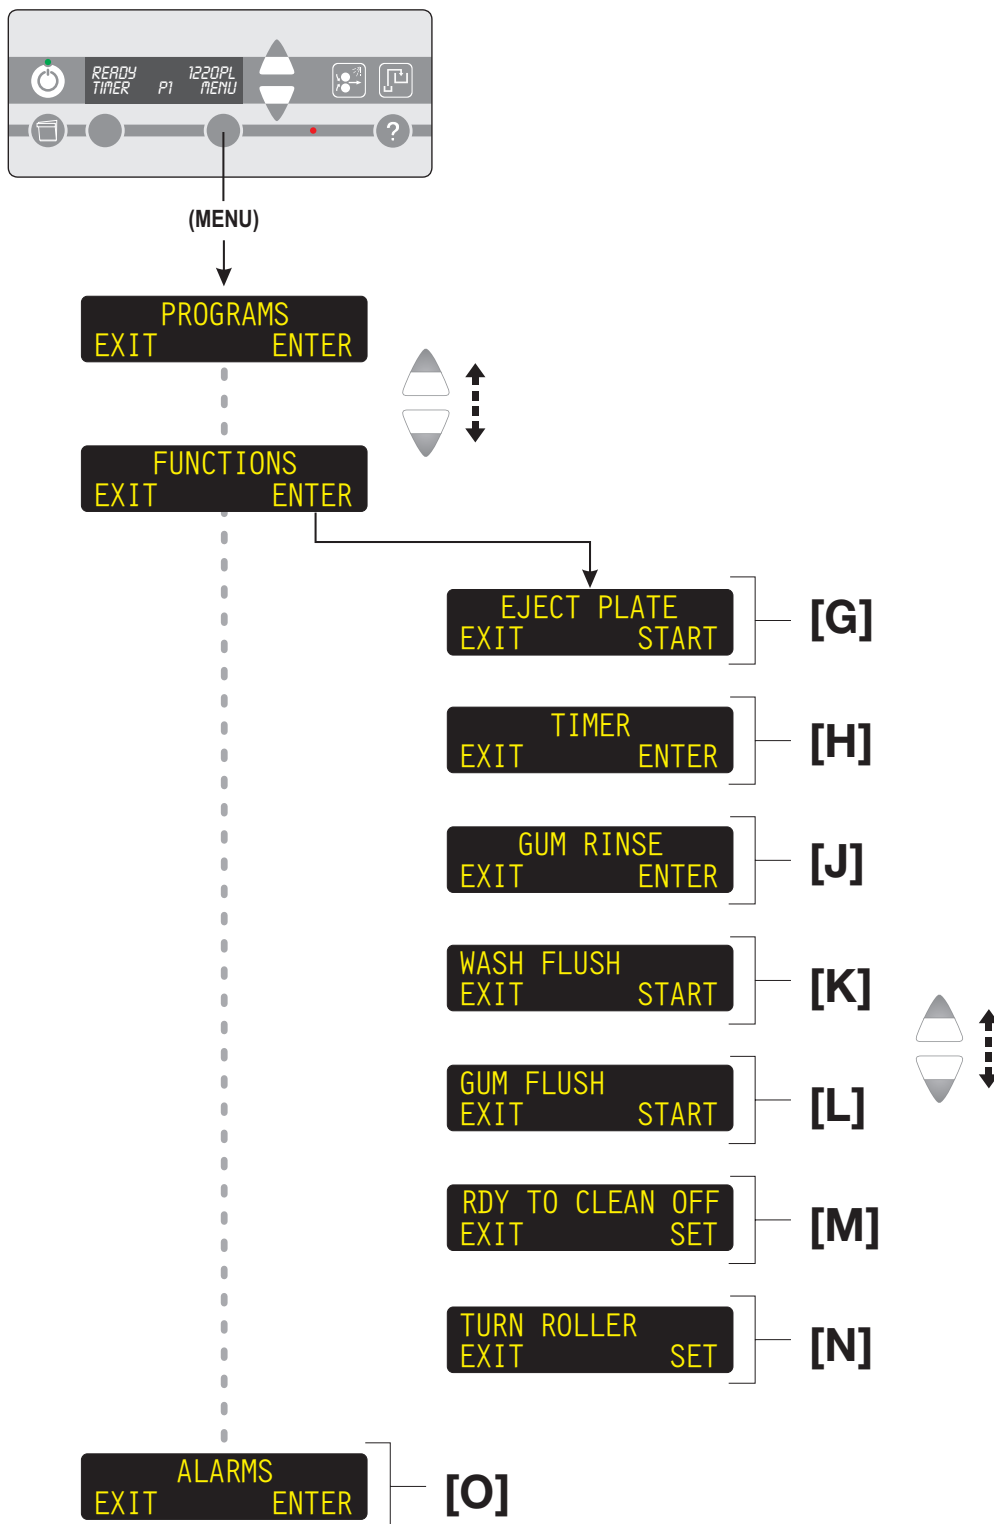 READY 1220PL
TIMER P1 MENU
?
(MENU)
PROGRAMS
EXIT ENTER
FUNCTIONS
EXIT ENTER
EJECT PLATE
EXIT START
[G]
TIMER
EXIT ENTER
[H]
GUM RINSE
EXIT ENTER
[J]
WASH FLUSH
EXIT START
[K]
GUM FLUSH
EXIT START
[L]
RDY TO CLEAN OFF
EXIT SET
[M]
TURN ROLLER
EXIT SET
[N]
ALARMS
EXIT ENTER
[O]